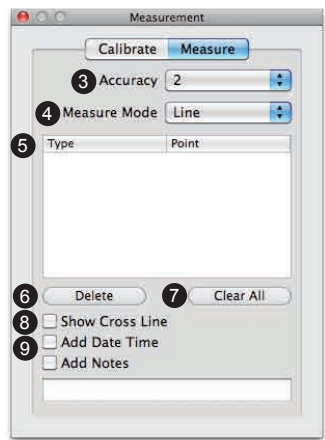 Measurement
Calibrate Measure
3 Accuracy 2
4 Measure Mode Line
5 Type Point
6 Delete 7 Clear All
8 Show Cross Line
9 Add Date Time
Add Notes